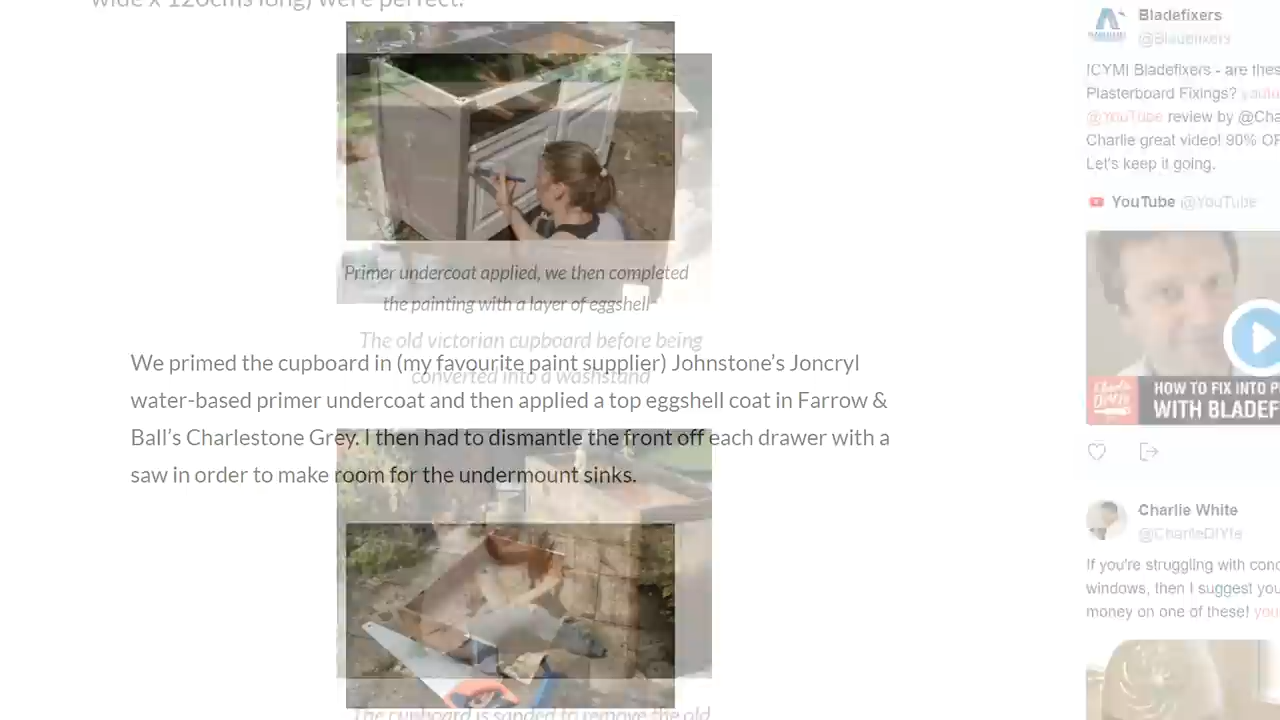 wide x 120cms long) were perfect.
Primer undercoat applied, we then completed
the painting with a layer of eggshell
The old victorian cupboard before being
converted into a washstand
We primed the cupboard in (my favourite paint supplier) Johnstone's Joncryl
water-based primer undercoat and then applied a top eggshell coat in Farrow &
Ball's Charlestone Grey. I then had to dismantle the front off each drawer with a
saw in order to make room for the undermount sinks.
The cupboard is sanded to remove the old
Bladefixers
@Bladefixers
ICYMI Bladefixers - are thes
Plasterboard Fixings? youtu
@YouTube review by @Cha
Charlie great video! 90% OF
Let's keep it going.
YouTube @YouTube
Charlie
DIYte
HOW TO FIX INTO P
WITH BLADEF
Charlie White
@CharlieDIYte
If you're struggling with cond
windows, then I suggest you
money on one of these! you